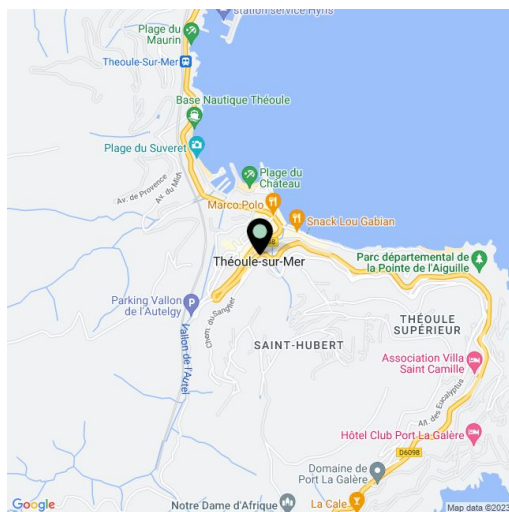 station service Hyns
Plage du
Maurin
Theoule-Sur-Mer
Base Nautique Théoule
Plage du Suveret
Plage du
Château
Av. de Provence
Av. du Midi
Marco Polo
Snack Lou Gabian
Théoule-sur-Mer
Parc départemental de
la Pointe de l'Aiguille
Parking Vallon
de l'Autelgy
Chem. du Sanglier
Vallon de l'Autel
THÉOULE
SUPÉRIEUR
SAINT-HUBERT
Association Villa
Saint Camille
All. des Eucalyptus
Hôtel Club Port La Galère
D6098
Domaine de
Port La Galère
Notre Dame d'Afrique
La Cale
Google
Map data ©2023